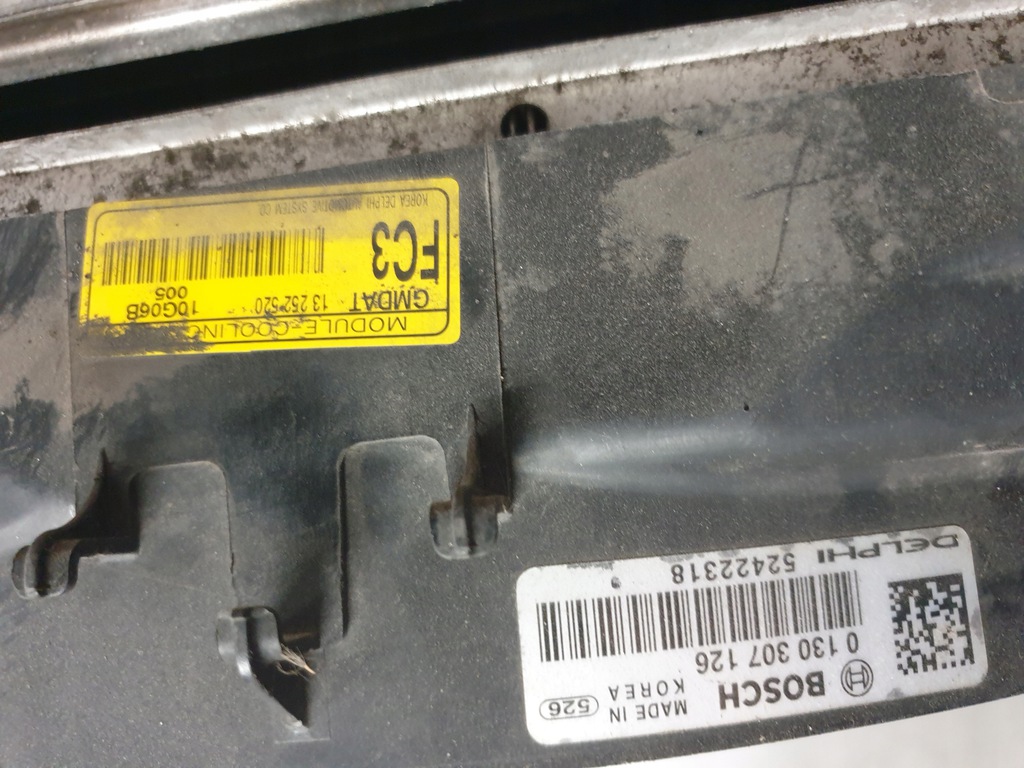 MODULE-COOLING
GMDAT 13 252 520
FC3
10G06B
005
KOREA DELPHI AUTOMOTIVE SYSTEM CO
BOSCH
MADE IN KOREA
526
0 130 307 126
52422318
DELPHI